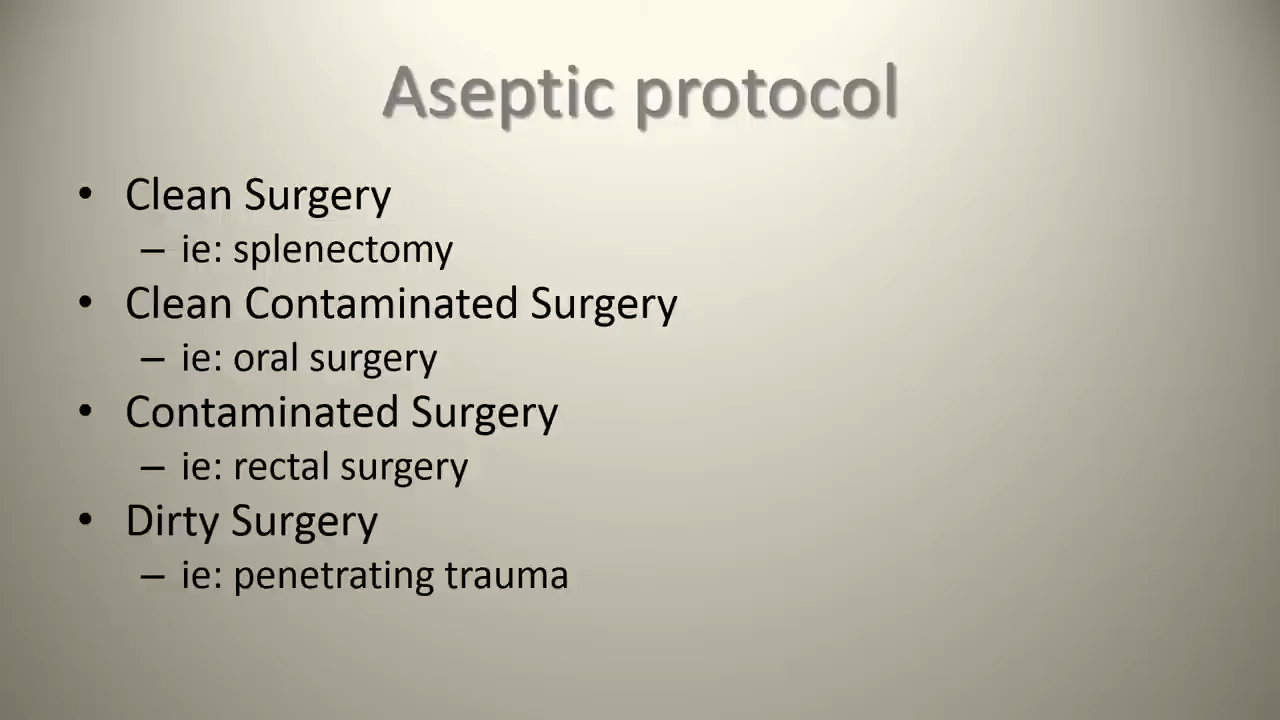 Aseptic protocol
• Clean Surgery
– ie: splenectomy
• Clean Contaminated Surgery
– ie: oral surgery
• Contaminated Surgery
– ie: rectal surgery
• Dirty Surgery
– ie: penetrating trauma